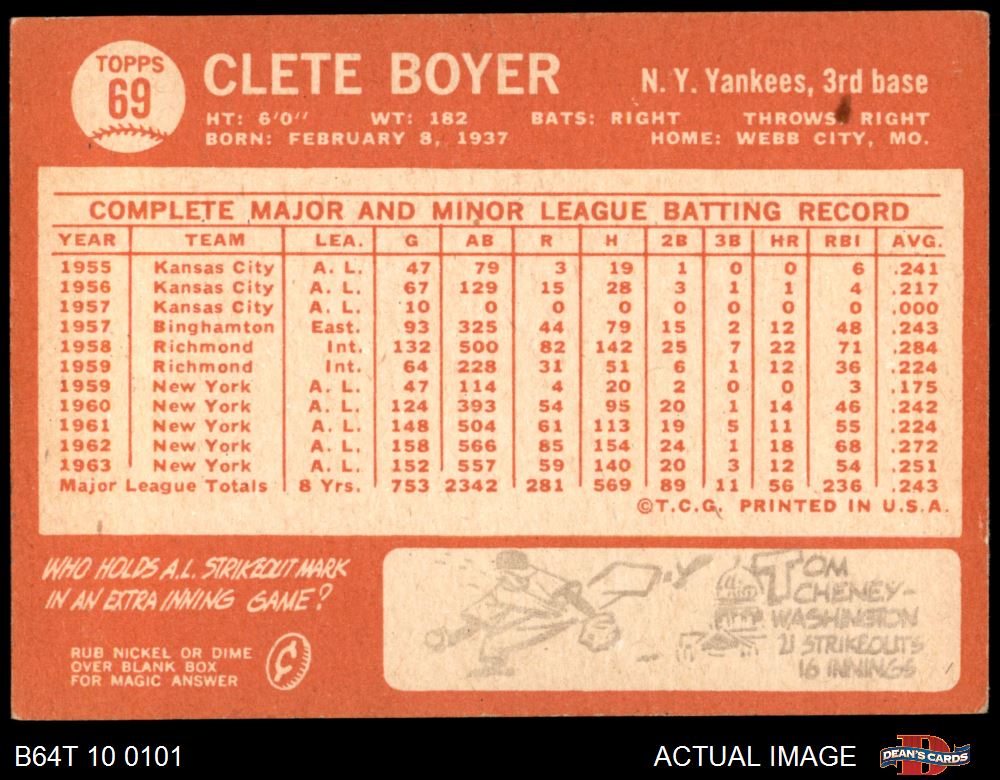 TOPPS
69
CLETE BOYER
N. Y. Yankees, 3rd base
HT: 6'0" WT: 182 BATS: RIGHT THROWS: RIGHT
BORN: FEBRUARY 8, 1937 HOME: WEBB CITY, MO.
COMPLETE MAJOR AND MINOR LEAGUE BATTING RECORD
YEAR TEAM LEA. G AB R H 2B 3B HR RBI AVG.
1955 Kansas City A. L. 47 79 3 19 1 0 0 6 .241
1956 Kansas City A. L. 67 129 15 28 3 1 1 4 .217
1957 Kansas City A. L. 10 0 0 0 0 0 0 0 .000
1957 Binghamton East. 93 325 44 79 15 2 12 48 .243
1958 Richmond Int. 132 500 82 142 25 7 22 71 .284
1959 Richmond Int. 64 228 31 51 6 1 12 36 .224
1959 New York A. L. 47 114 4 20 2 0 0 3 .175
1960 New York A. L. 124 393 54 95 20 1 14 46 .242
1961 New York A. L. 148 504 61 113 19 5 11 55 .224
1962 New York A. L. 158 566 85 154 24 1 18 68 .272
1963 New York A. L. 152 557 59 140 20 3 12 54 .251
Major League Totals 8 Yrs. 753 2342 281 569 89 11 56 236 .243
©T.C.G. PRINTED IN U.S.A.
WHO HOLDS A.L. STRIKEOUT MARK
IN AN EXTRA INNING GAME?
RUB NICKEL OR DIME
OVER BLANK BOX
FOR MAGIC ANSWER
TOM
CHENEY-
WASHINGTON
21 STRIKEOUTS
16 INNINGS
B64T 10 0101
ACTUAL IMAGE
DEAN'S CARDS